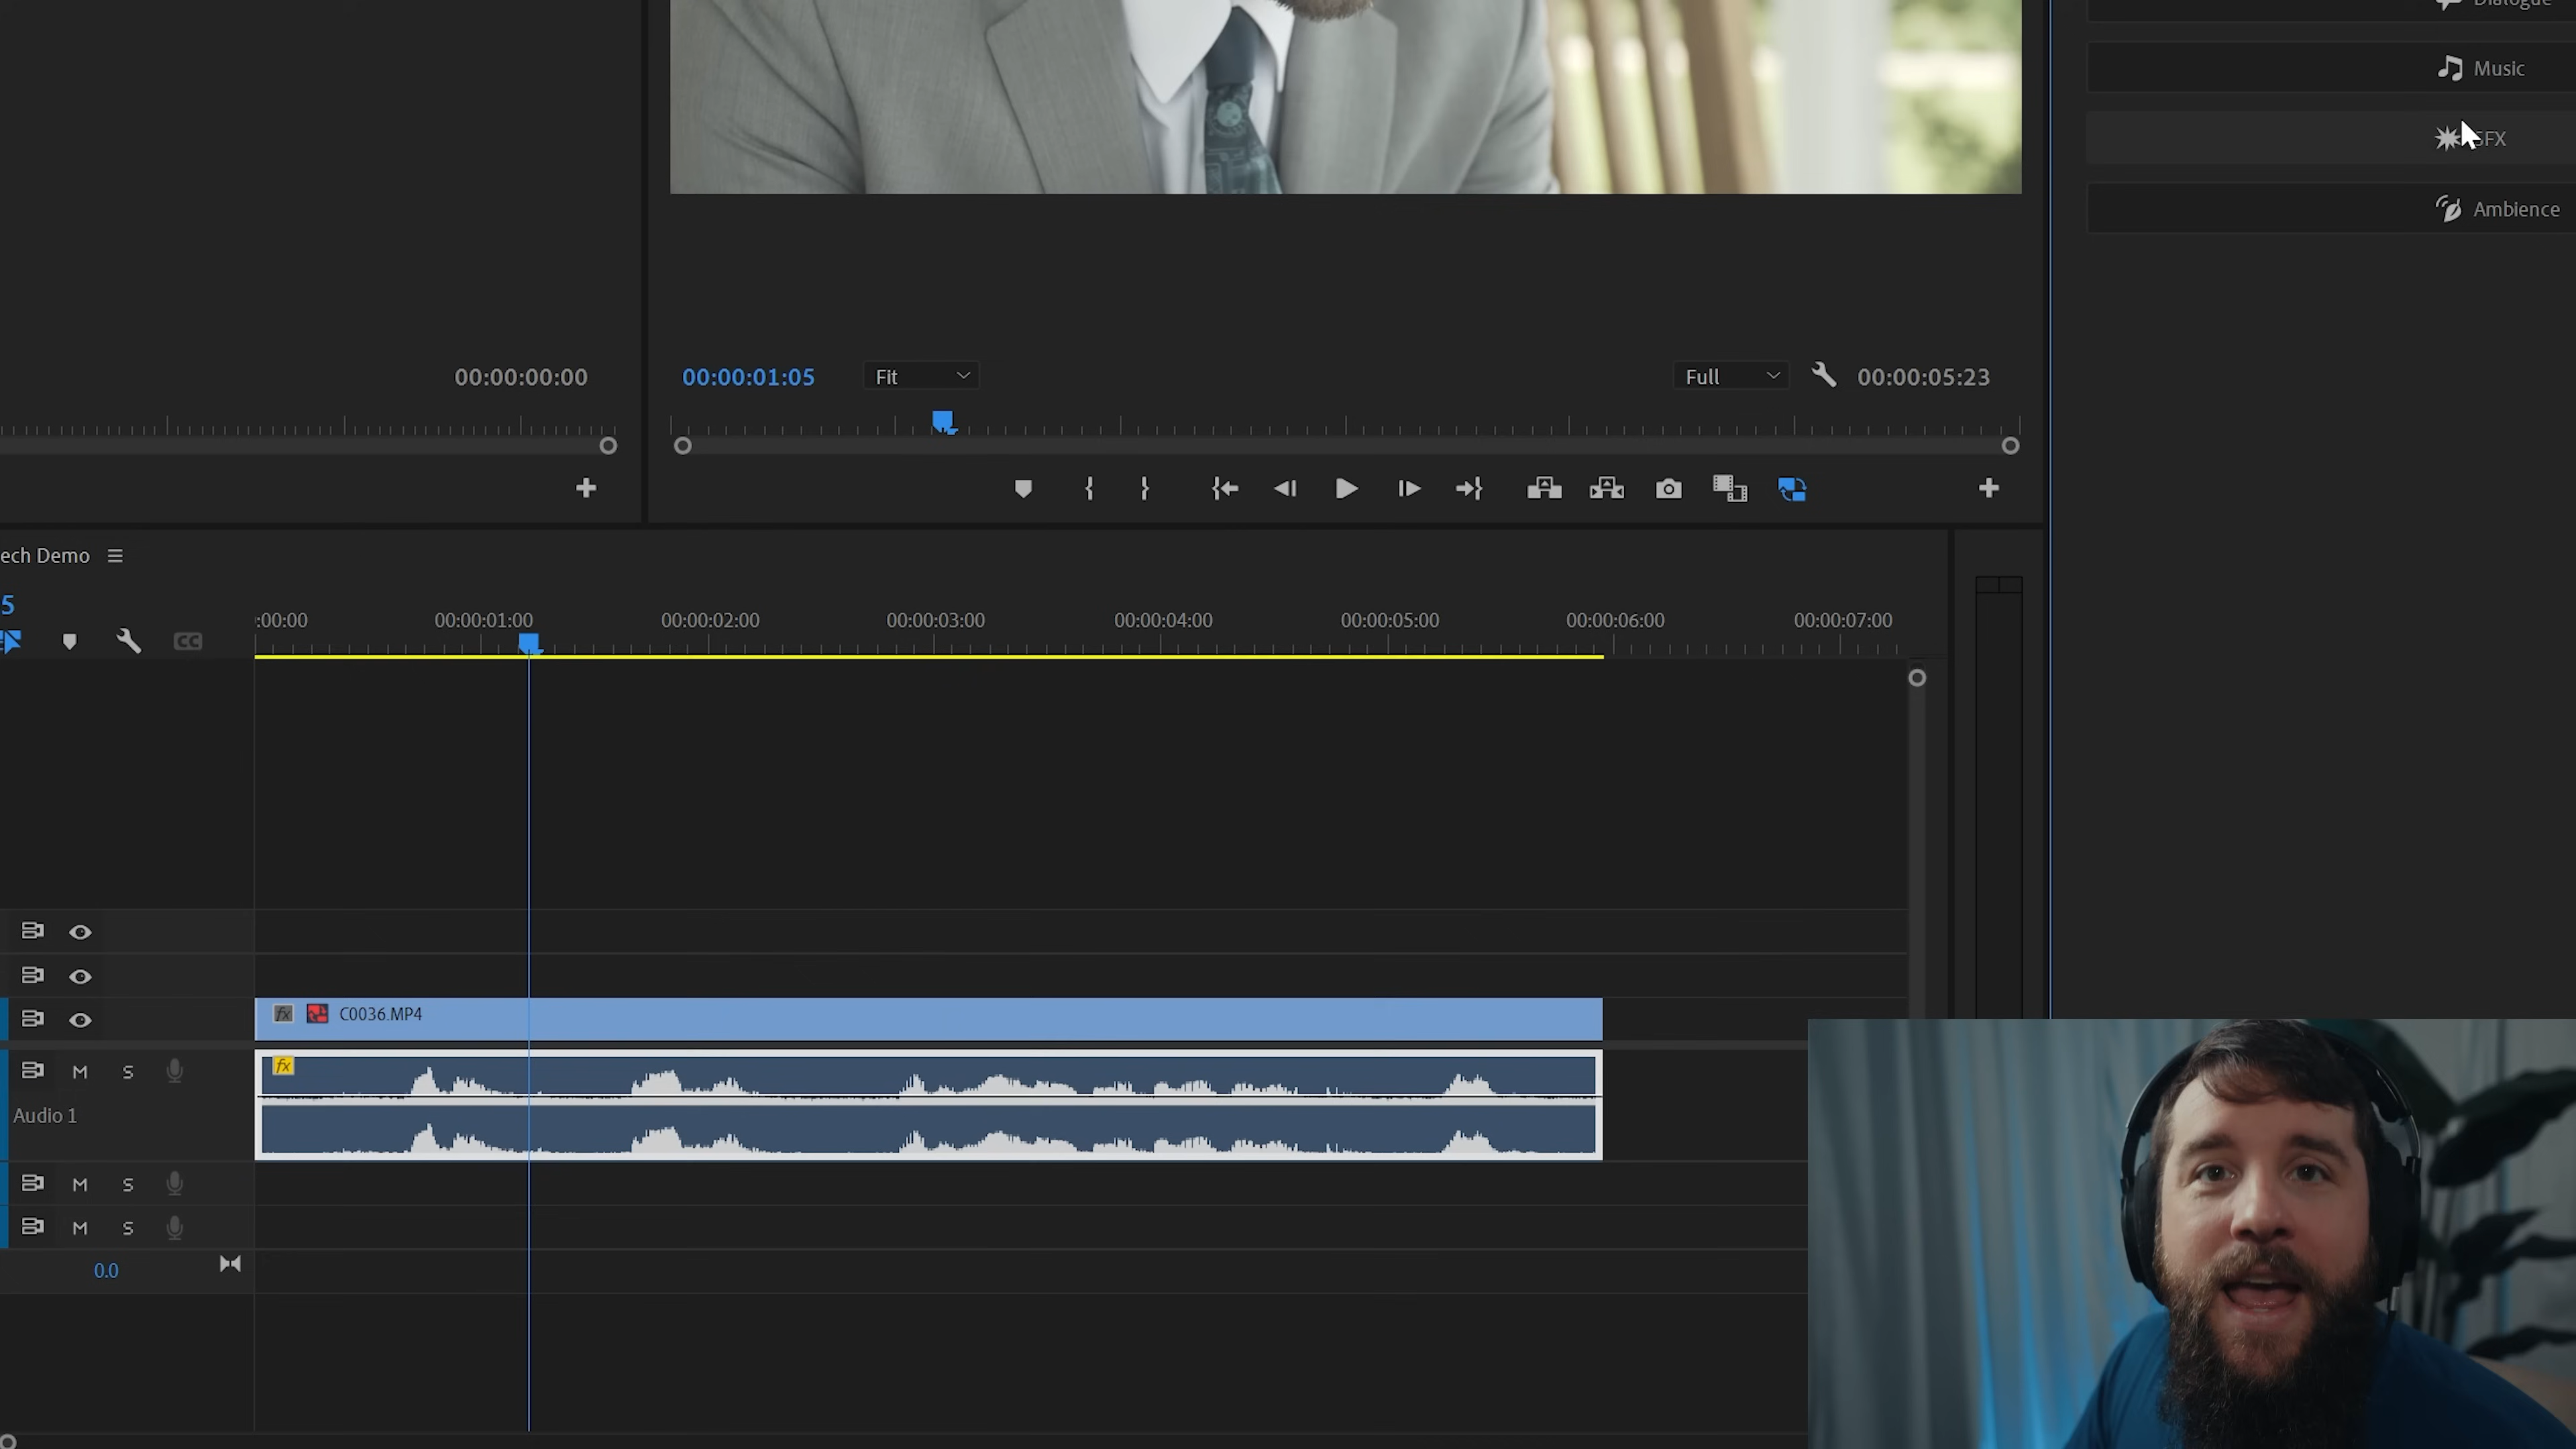 Dialogue
Music
SFX
Ambience
00:00:00:00
00:00:01:05
Fit
Full
00:00:05:23
ech Demo
5
:00:00
00:00:01:00
00:00:02:00
00:00:03:00
00:00:04:00
00:00:05:00
00:00:06:00
00:00:07:00
CC
fx C0036.MP4
fx
M S
Audio 1
M S
M S
0.0